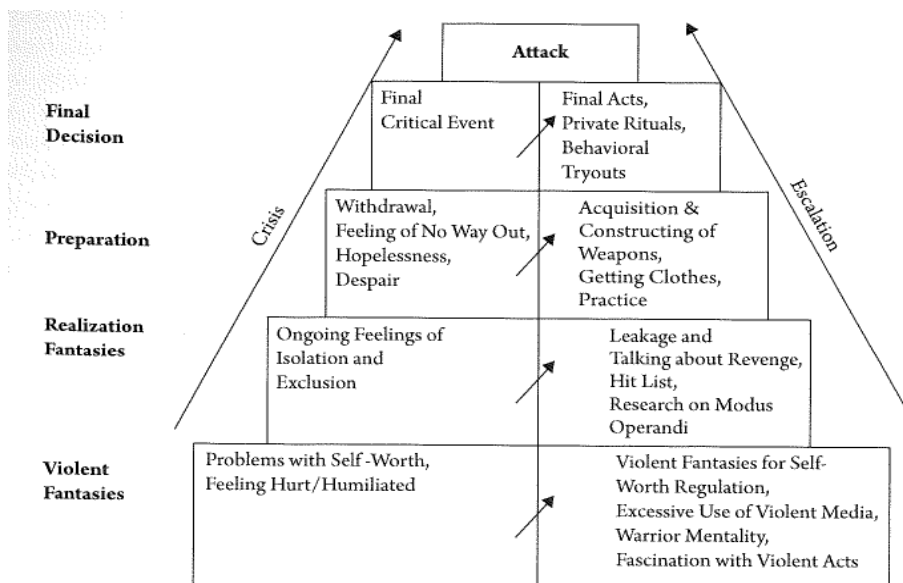 Attack
Final
Decision
Final
Critical Event
Final Acts,
Private Rituals,
Behavioral
Tryouts
Crisis
Escalation
Preparation
Withdrawal,
Feeling of No Way Out,
Hopelessness,
Despair
Acquisition &
Constructing of
Weapons,
Getting Clothes,
Practice
Realization
Fantasies
Ongoing Feelings of
Isolation and
Exclusion
Leakage and
Talking about Revenge,
Hit List,
Research on Modus
Operandi
Violent
Fantasies
Problems with Self-Worth,
Feeling Hurt/Humiliated
Violent Fantasies for Self-
Worth Regulation,
Excessive Use of Violent Media,
Warrior Mentality,
Fascination with Violent Acts